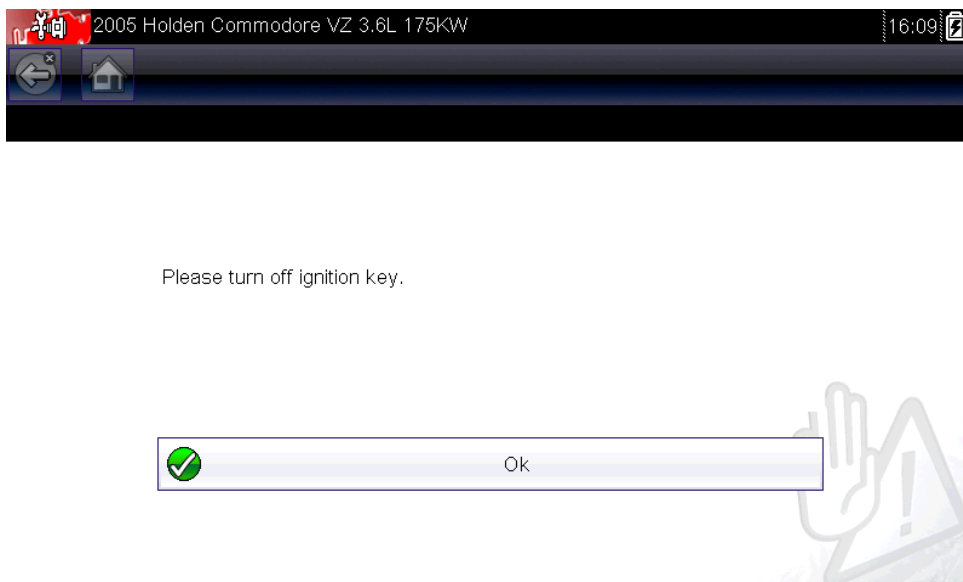 2005 Holden Commodore VZ 3.6L 175KW
16:09
Please turn off ignition key.
Ok